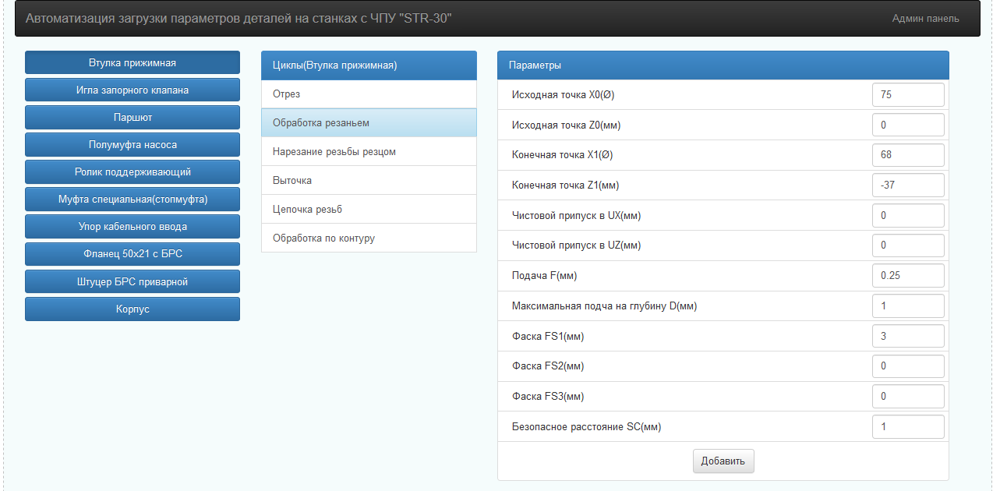 Автоматизация загрузки параметров деталей на станках с ЧПУ "STR-30"
Админ панель
Втулка прижимная
Игла запорного клапана
Паршют
Полумуфта насоса
Ролик поддерживающий
Муфта специальная(стопмуфта)
Упор кабельного ввода
Фланец 50х21 с БРС
Штуцер БРС приварной
Корпус
Циклы(Втулка прижимная)
Отрез
Обработка резаньем
Нарезание резьбы резцом
Выточка
Цепочка резьб
Обработка по контуру
Параметры
Исходная точка X0(Ø) 75
Исходная точка Z0(мм) 0
Конечная точка X1(Ø) 68
Конечная точка Z1(мм) -37
Чистовой припуск в UX(мм) 0
Чистовой припуск в UZ(мм) 0
Подача F(мм) 0.25
Максимальная подча на глубину D(мм) 1
Фаска FS1(мм) 3
Фаска FS2(мм) 0
Фаска FS3(мм) 0
Безопасное расстояние SC(мм) 1
Добавить